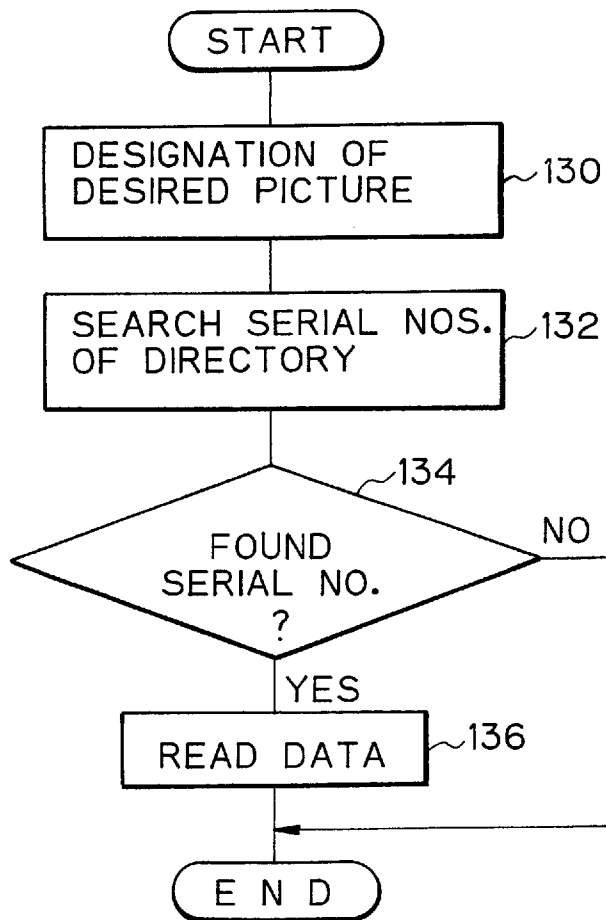 START
DESIGNATION OF
DESIRED PICTURE
130
SEARCH SERIAL NOS.
OF DIRECTORY
132
134
FOUND
SERIAL NO.
?
NO
YES
READ DATA
136
END